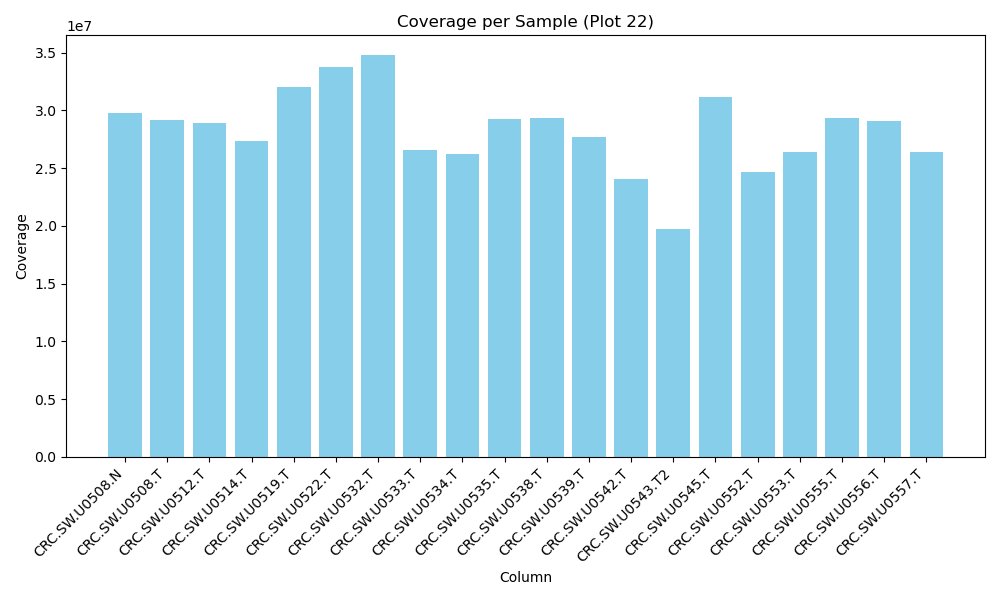 Coverage per Sample (Plot 22)
1e7
3.5
3.0
2.5
2.0
1.5
1.0
0.5
0.0
Coverage
CRC.SW.U0508.N
CRC.SW.U0508.T
CRC.SW.U0512.T
CRC.SW.U0514.T
CRC.SW.U0519.T
CRC.SW.U0522.T
CRC.SW.U0532.T
CRC.SW.U0533.T
CRC.SW.U0534.T
CRC.SW.U0535.T
CRC.SW.U0538.T
CRC.SW.U0539.T
CRC.SW.U0542.T
CRC.SW.U0543.T2
CRC.SW.U0545.T
CRC.SW.U0552.T
CRC.SW.U0553.T
CRC.SW.U0555.T
CRC.SW.U0556.T
CRC.SW.U0557.T
Column